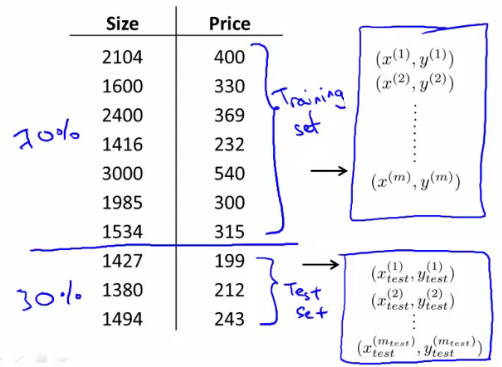 Size Price
2104 400
1600 330
2400 369
1416 232
3000 540
1985 300
1534 315
1427 199
1380 212
1494 243
70%
30%
Training
set
Test
set
(x^{(1)}, y^{(1)})
(x^{(2)}, y^{(2)})
⋮
(x^{(m)}, y^{(m)})
(x_{test}^{(1)}, y_{test}^{(1)})
(x_{test}^{(2)}, y_{test}^{(2)})
⋮
(x_{test}^{(m_{test})}, y_{test}^{(m_{test})})